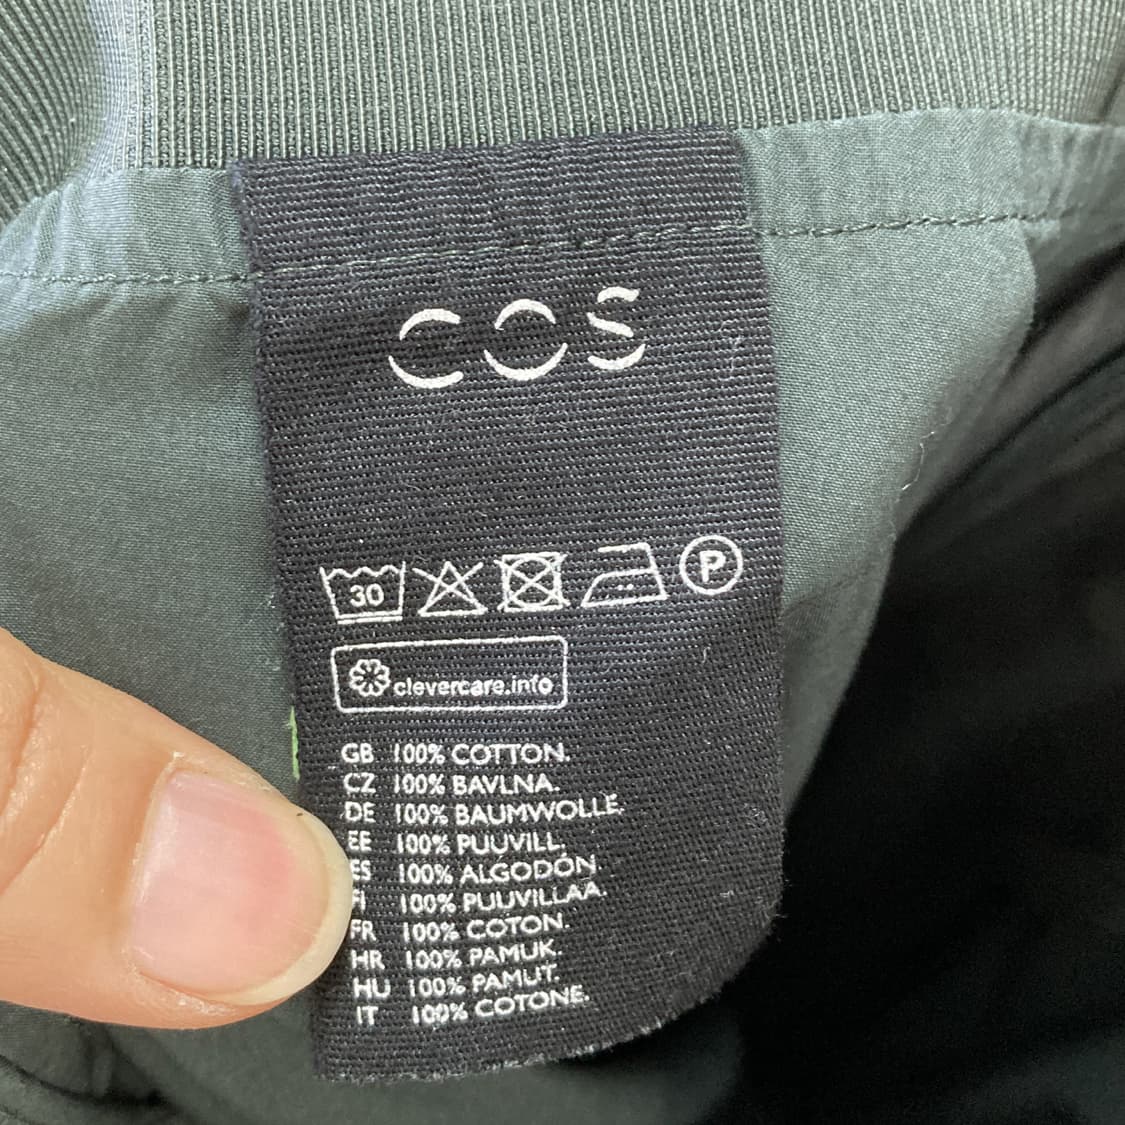 COS
30
P
clevercare.info
GB 100% COTTON.
CZ 100% BAVLNA.
DE 100% BAUMWOLLE.
EE 100% PUUVILL.
ES 100% ALGODÓN
FI 100% PUUVILLAA.
FR 100% COTON.
HR 100% PAMUK.
HU 100% PAMUT.
IT 100% COTONE.